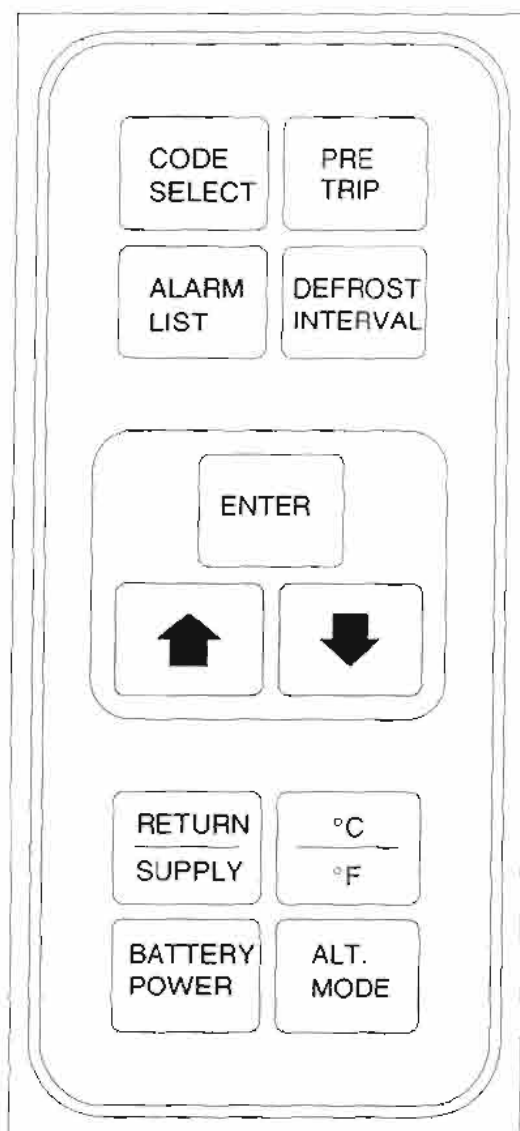 CODE
SELECT
PRE
TRIP
ALARM
LIST
DEFROST
INTERVAL
ENTER
RETURN
SUPPLY
°C
°F
BATTERY
POWER
ALT.
MODE